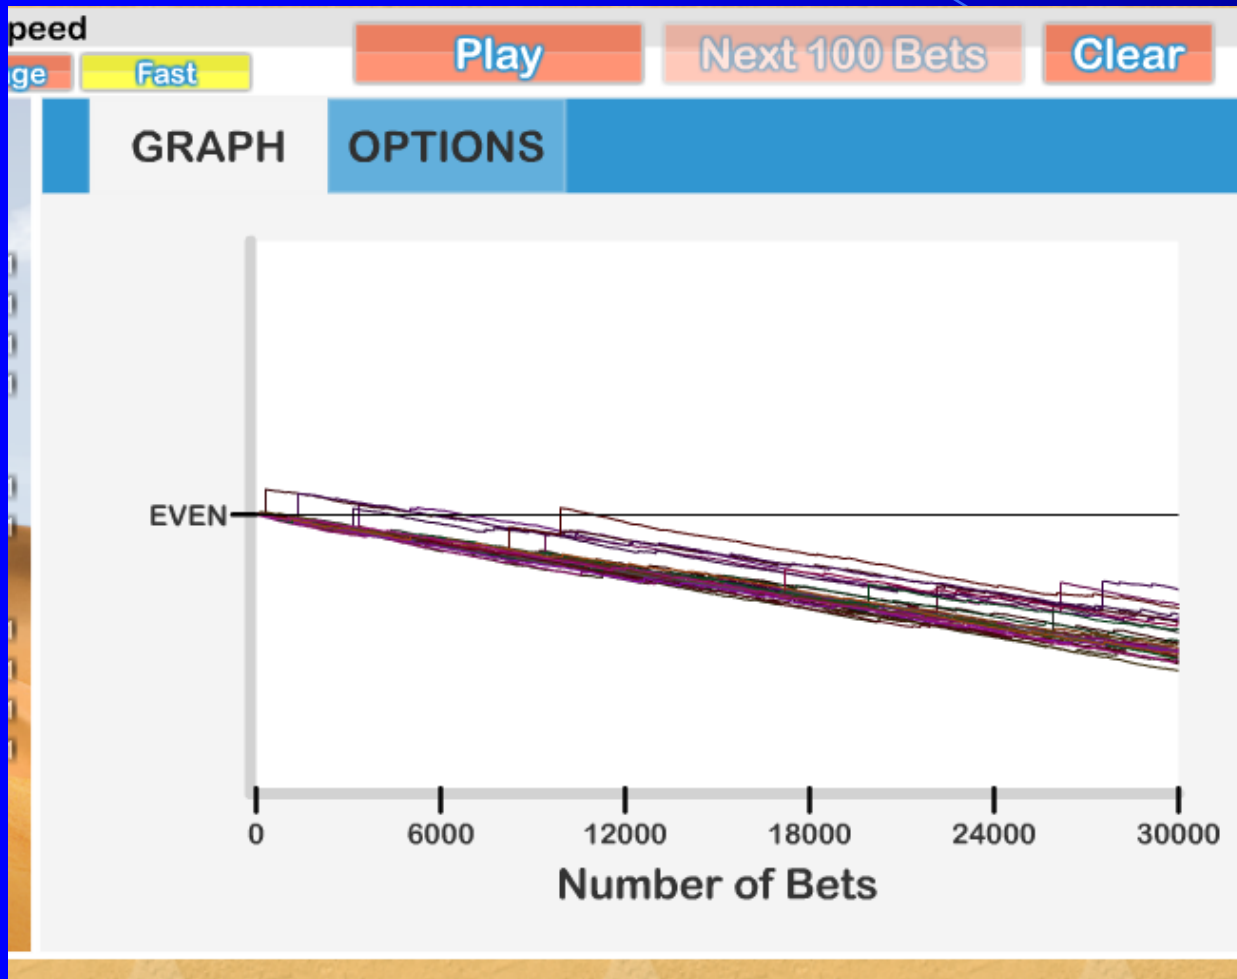 peed
ge
Fast
Play
Next 100 Bets
Clear
GRAPH
OPTIONS
EVEN
0 6000 12000 18000 24000 30000
Number of Bets